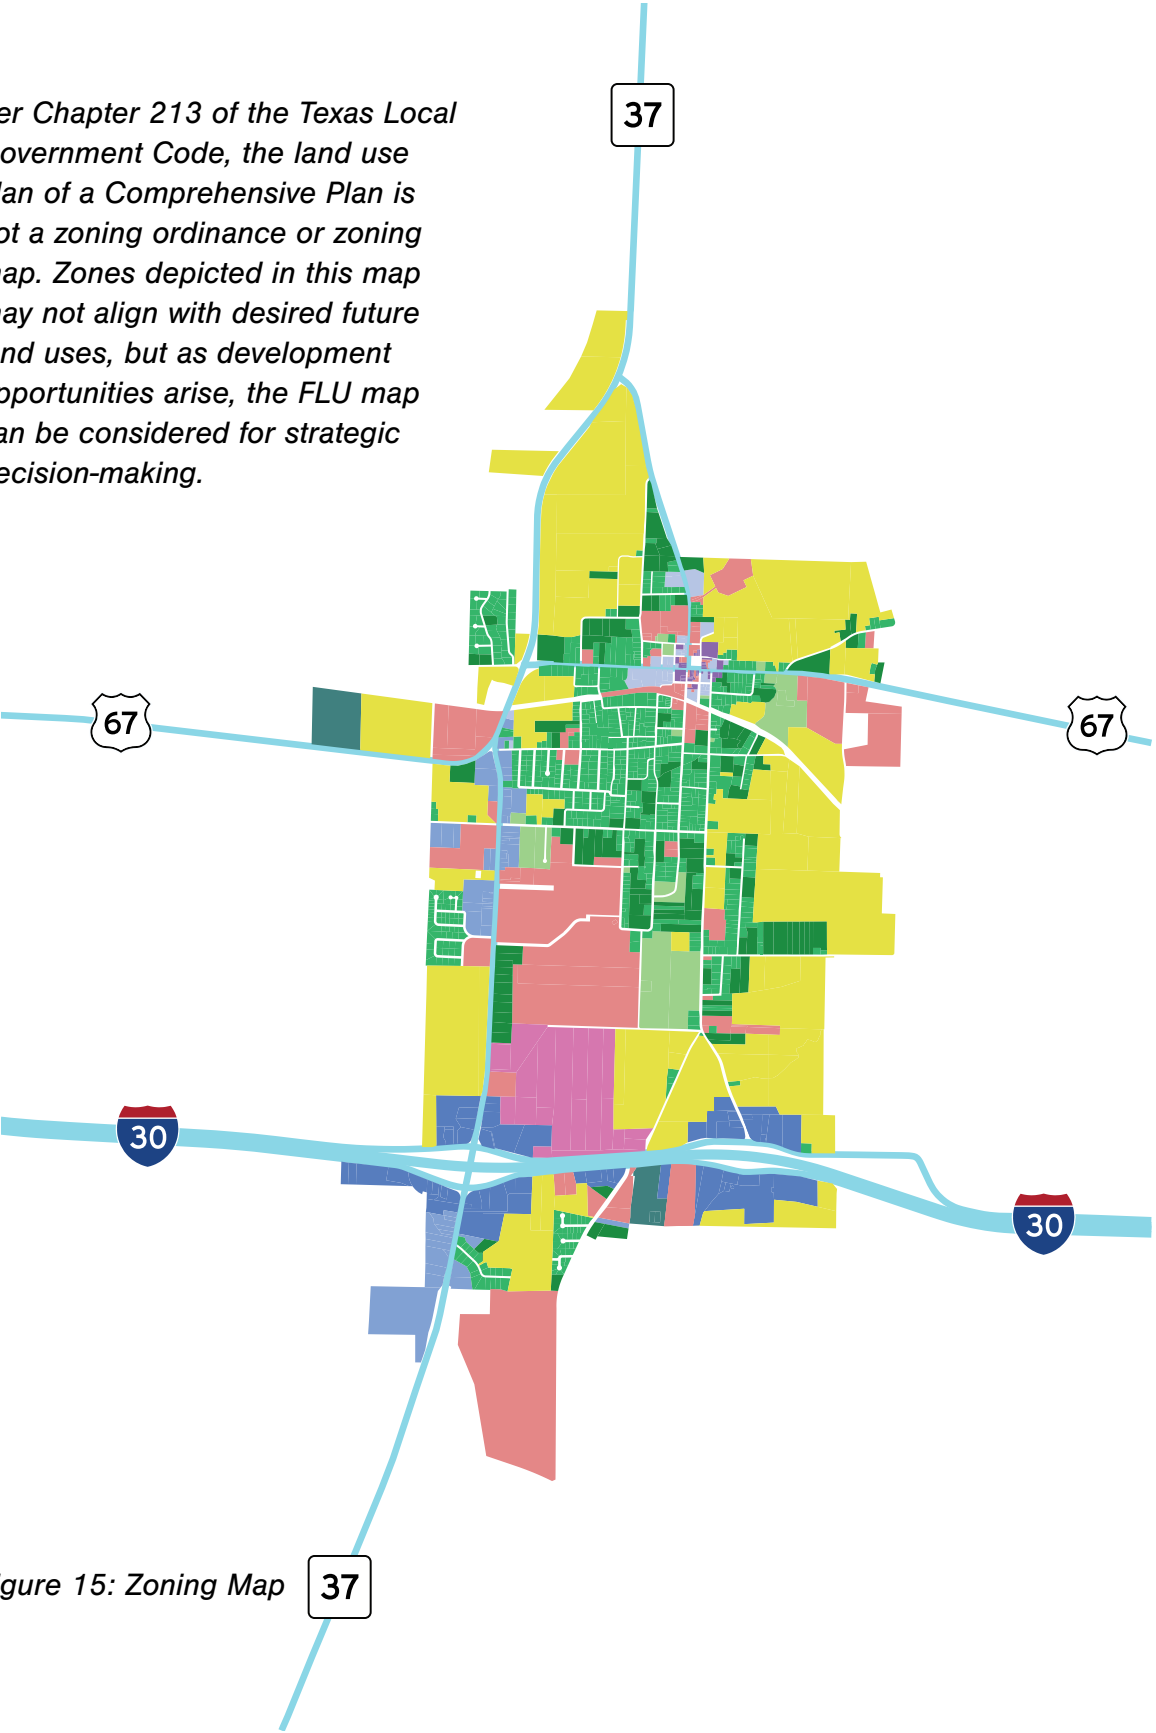 37
er Chapter 213 of the Texas Local
overnment Code, the land use
lan of a Comprehensive Plan is
ot a zoning ordinance or zoning
ap. Zones depicted in this map
ay not align with desired future
nd uses, but as development
pportunities arise, the FLU map
an be considered for strategic
ecision-making.
67
67
30
30
igure 15: Zoning Map
37